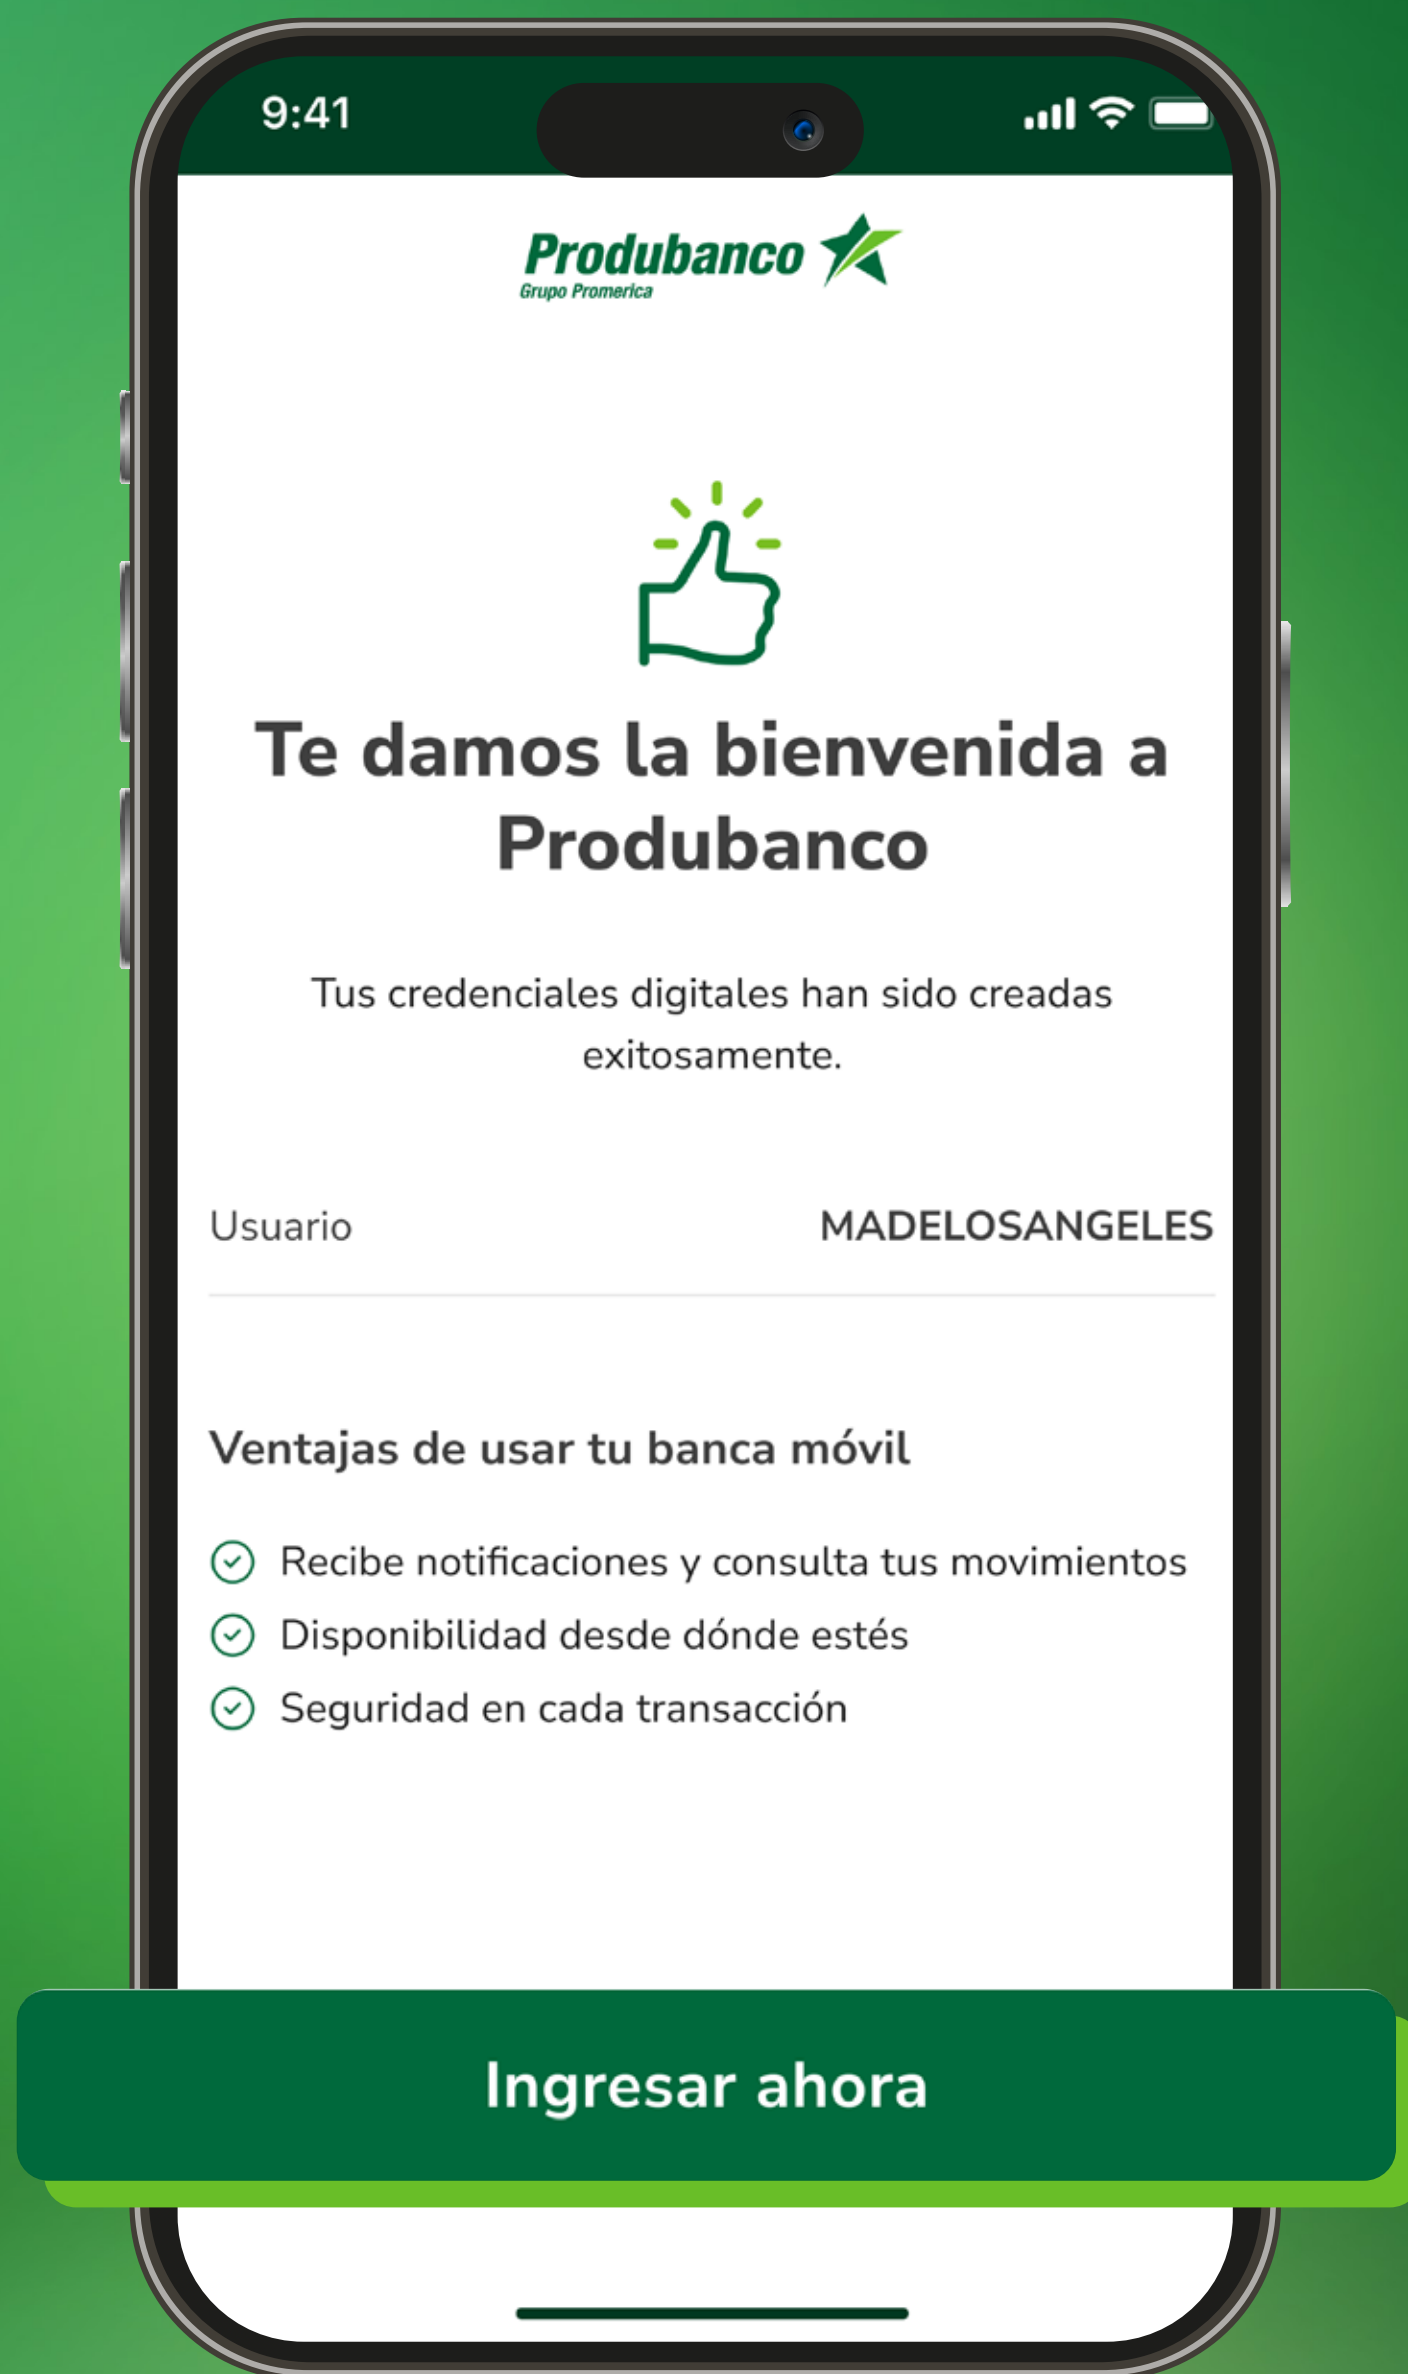 9:41
Produbanco
Grupo Promerica
Te damos la bienvenida a
Produbanco
Tus credenciales digitales han sido creadas
exitosamente.
Usuario MADELOSANGELES
Ventajas de usar tu banca móvil
Recibe notificaciones y consulta tus movimientos
Disponibilidad desde dónde estés
Seguridad en cada transacción
Ingresar ahora